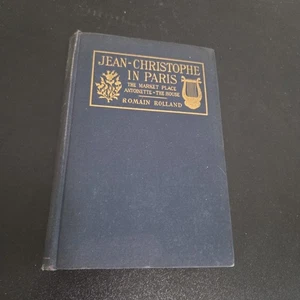 JEAN-CHRISTOPHE
IN PARIS
THE MARKET PLACE
ANTOINETTE-THE HOUSE
ROMAIN ROLLAND